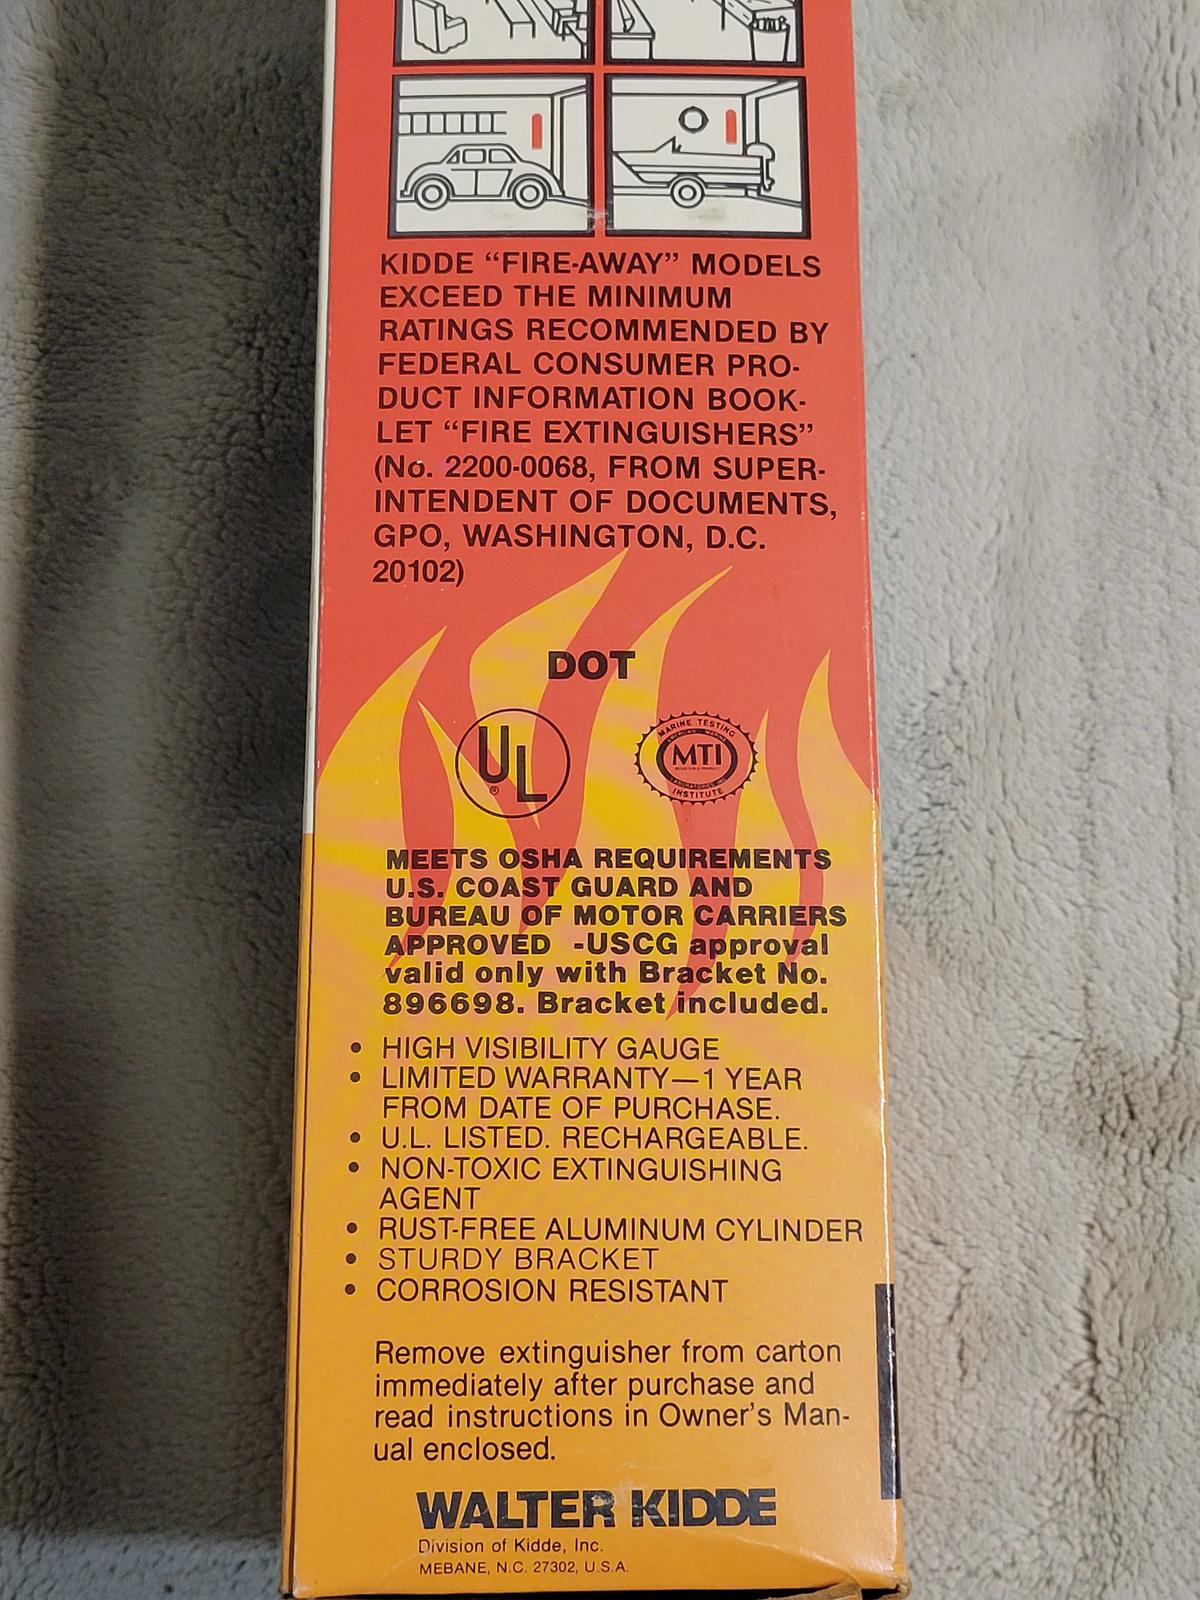 KIDDE “FIRE-AWAY” MODELS
EXCEED THE MINIMUM
RATINGS RECOMMENDED BY
FEDERAL CONSUMER PRO-
DUCT INFORMATION BOOK-
LET “FIRE EXTINGUISHERS”
(No. 2200-0068, FROM SUPER-
INTENDENT OF DOCUMENTS,
GPO, WASHINGTON, D.C.
20102)
DOT
UL
®
MARINE TESTING
MTI
INSTITUTE
MEETS OSHA REQUIREMENTS
U.S. COAST GUARD AND
BUREAU OF MOTOR CARRIERS
APPROVED -USCG approval
valid only with Bracket No.
896698. Bracket included.
• HIGH VISIBILITY GAUGE
• LIMITED WARRANTY—1 YEAR
FROM DATE OF PURCHASE.
• U.L. LISTED. RECHARGEABLE.
• NON-TOXIC EXTINGUISHING
AGENT
• RUST-FREE ALUMINUM CYLINDER
• STURDY BRACKET
• CORROSION RESISTANT
Remove extinguisher from carton
immediately after purchase and
read instructions in Owner’s Man-
ual enclosed.
WALTER KIDDE
Division of Kidde, Inc.
MEBANE, N.C. 27302, U.S.A.